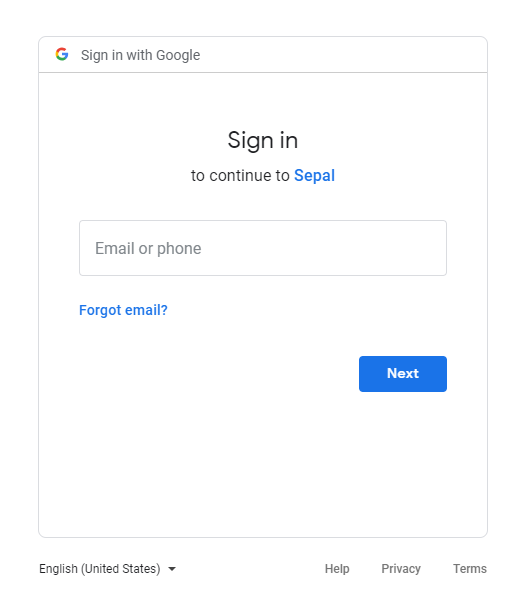 Sign in with Google
Sign in
to continue to Sepal
Email or phone
Forgot email?
Next
English (United States)
Help Privacy Terms